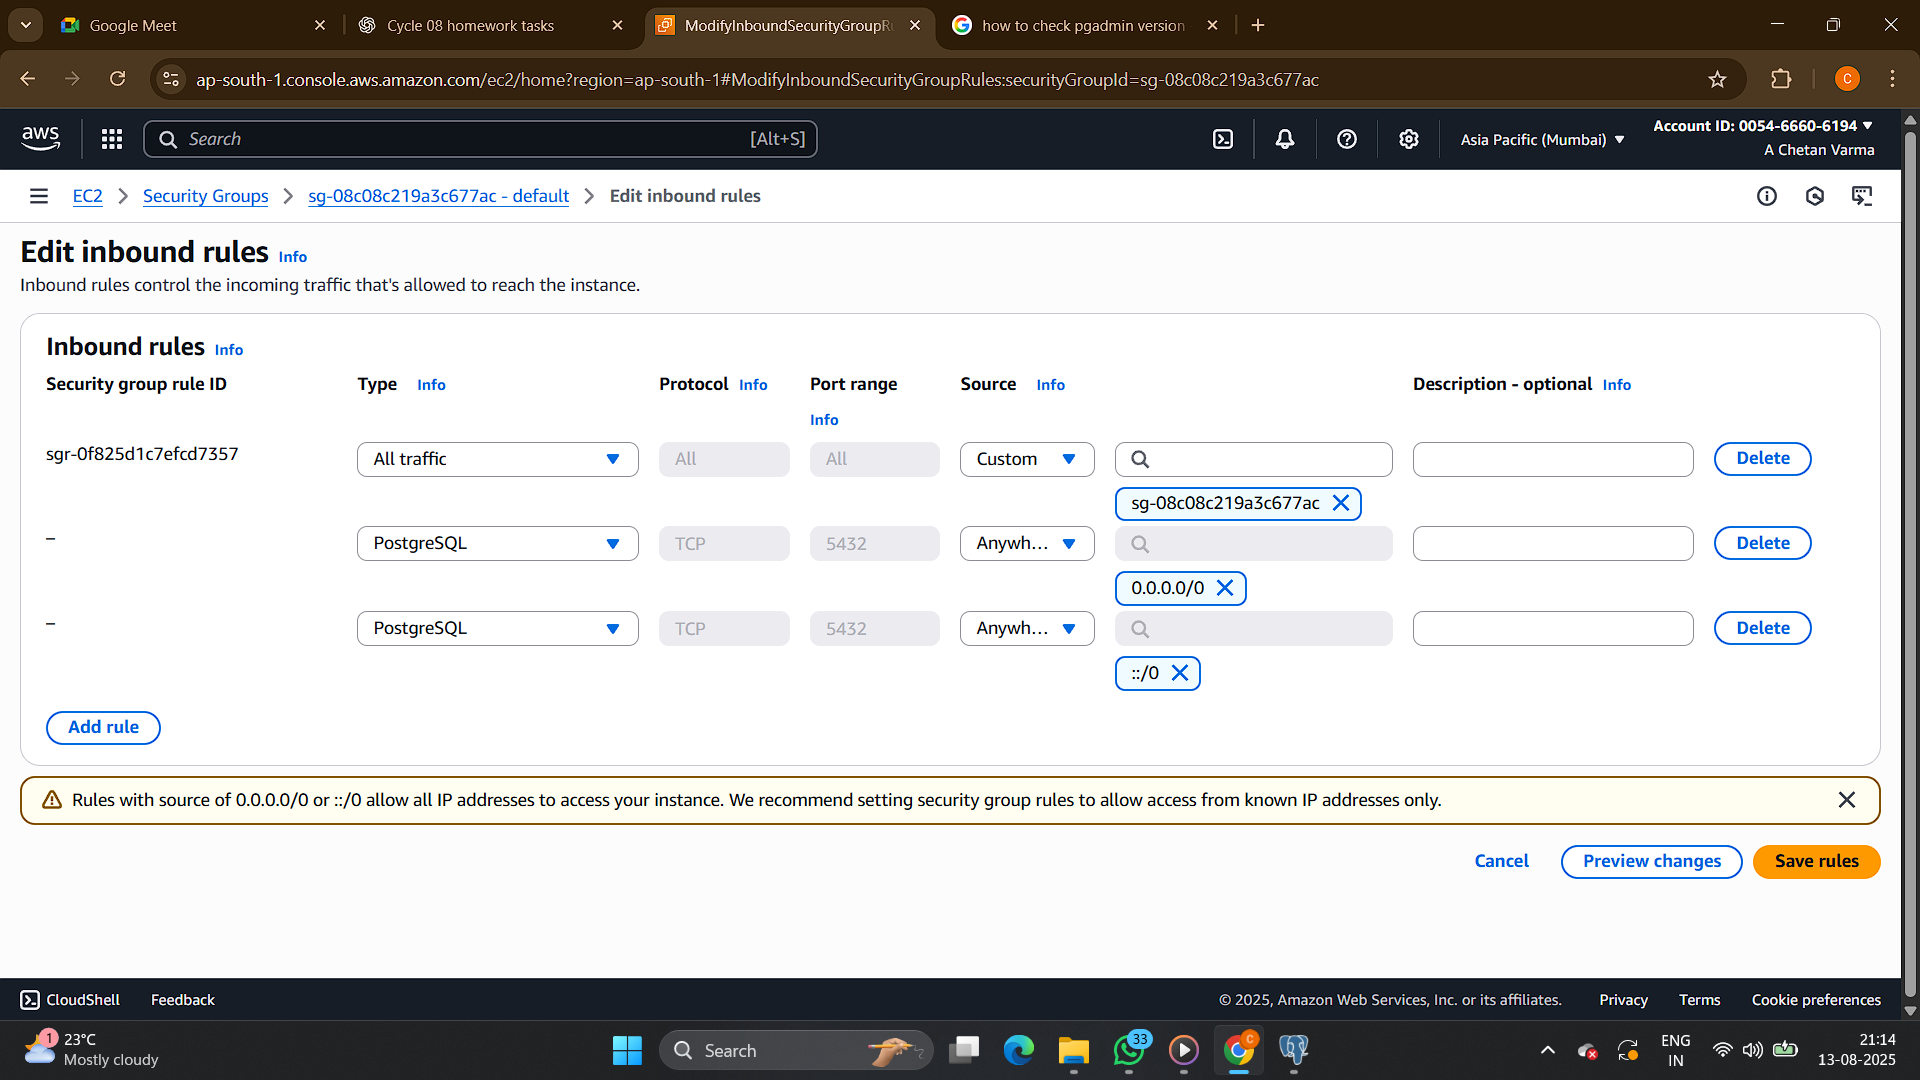 Google Meet
Cycle 08 homework tasks
ModifyInboundSecurityGroupRu
how to check pgadmin version
ap-south-1.console.aws.amazon.com/ec2/home?region=ap-south-1#ModifyInboundSecurityGroupRules:securityGroupId=sg-08c08c219a3c677ac
C
aws
Search
[Alt+S]
Asia Pacific (Mumbai)
Account ID: 0054-6660-6194
A Chetan Varma
EC2 > Security Groups > sg-08c08c219a3c677ac - default > Edit inbound rules
Edit inbound rules Info
Inbound rules control the incoming traffic that's allowed to reach the instance.
Inbound rules Info
Security group rule ID
Type Info
Protocol Info
Port range
Info
Source Info
Description - optional Info
sgr-0f825d1c7efcd7357
All traffic
All
All
Custom
Delete
sg-08c08c219a3c677ac
–
PostgreSQL
TCP
5432
Anywh...
Delete
0.0.0.0/0
–
PostgreSQL
TCP
5432
Anywh...
Delete
::/0
Add rule
Rules with source of 0.0.0.0/0 or ::/0 allow all IP addresses to access your instance. We recommend setting security group rules to allow access from known IP addresses only.
Cancel
Preview changes
Save rules
CloudShell
Feedback
© 2025, Amazon Web Services, Inc. or its affiliates.
Privacy
Terms
Cookie preferences
1
23°C
Mostly cloudy
Search
33
C
ENG
IN
21:14
13-08-2025